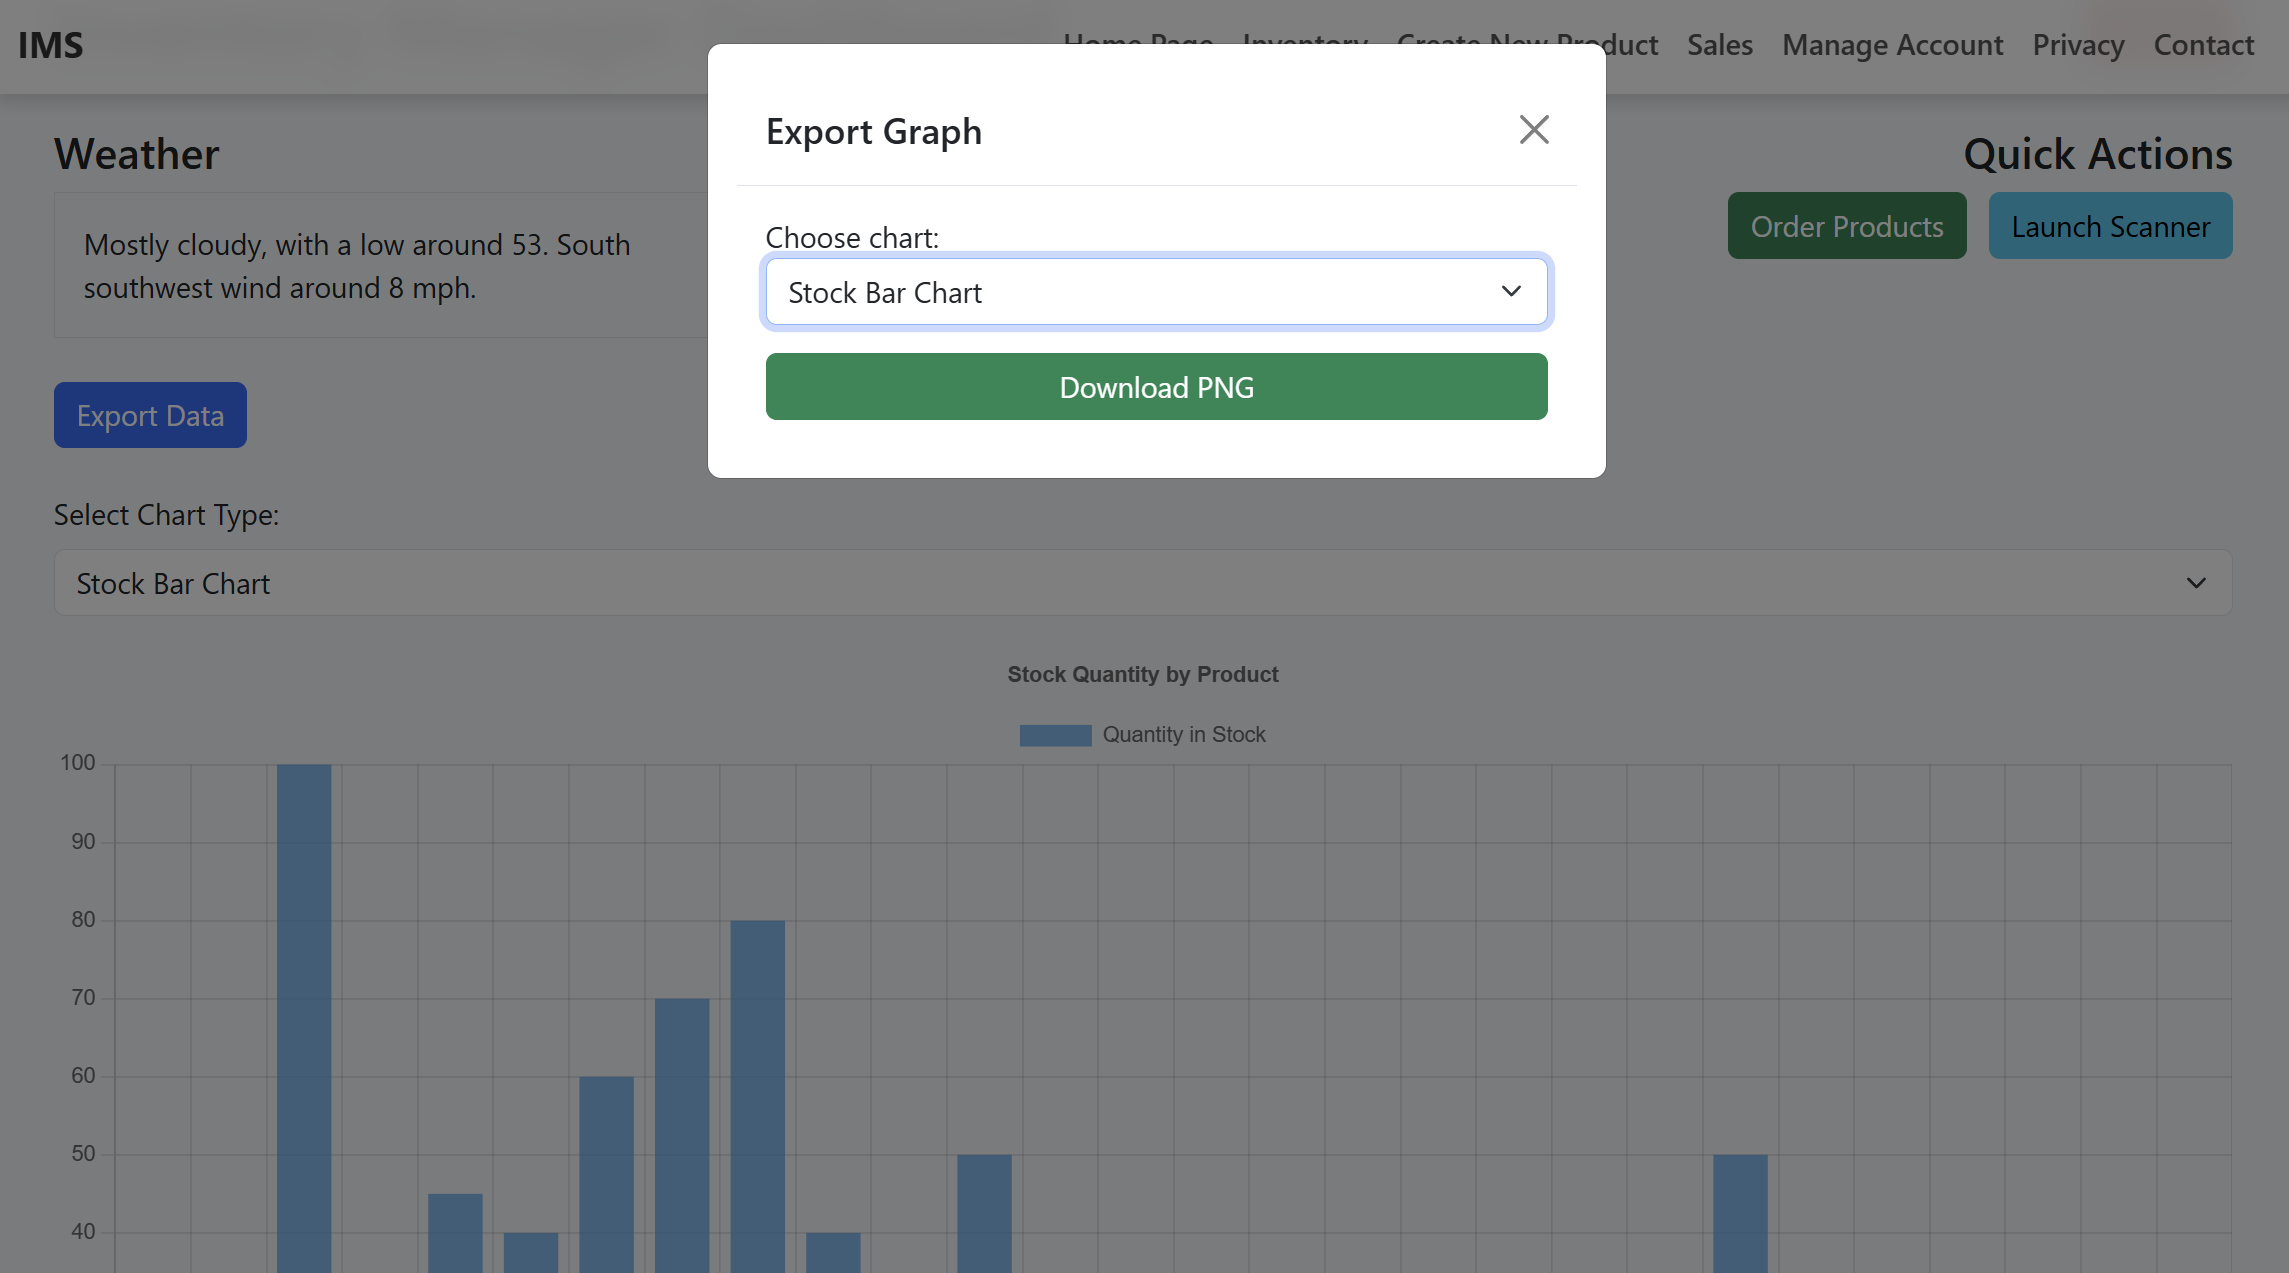 IMS
Home Page Inventory Create New Product Sales Manage Account Privacy Contact
Export Graph
Choose chart:
Stock Bar Chart
Download PNG
Weather
Mostly cloudy, with a low around 53. South
southwest wind around 8 mph.
Quick Actions
Order Products Launch Scanner
Export Data
Select Chart Type:
Stock Bar Chart
Stock Quantity by Product
Quantity in Stock
100
90
80
70
60
50
40